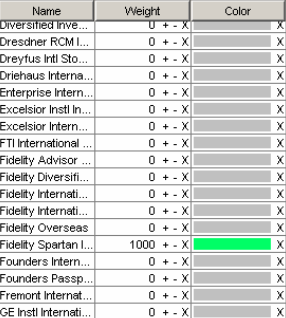 Name Weight Color
Diversified Inve... 0 + - X X
Dresdner RCM I... 0 + - X X
Dreyfus Intl Sto... 0 + - X X
Driehaus Interna... 0 + - X X
Enterprise Intern... 0 + - X X
Excelsior Instl In... 0 + - X X
Excelsior Intern... 0 + - X X
FTI International ... 0 + - X X
Fidelity Advisor ... 0 + - X X
Fidelity Diversifi... 0 + - X X
Fidelity Internati... 0 + - X X
Fidelity Internati... 0 + - X X
Fidelity Overseas 0 + - X X
Fidelity Spartan I... 1000 + - X X
Founders Intern... 0 + - X X
Founders Passp... 0 + - X X
Fremont Internat... 0 + - X X
GE Instl Internati... 0 + - X X